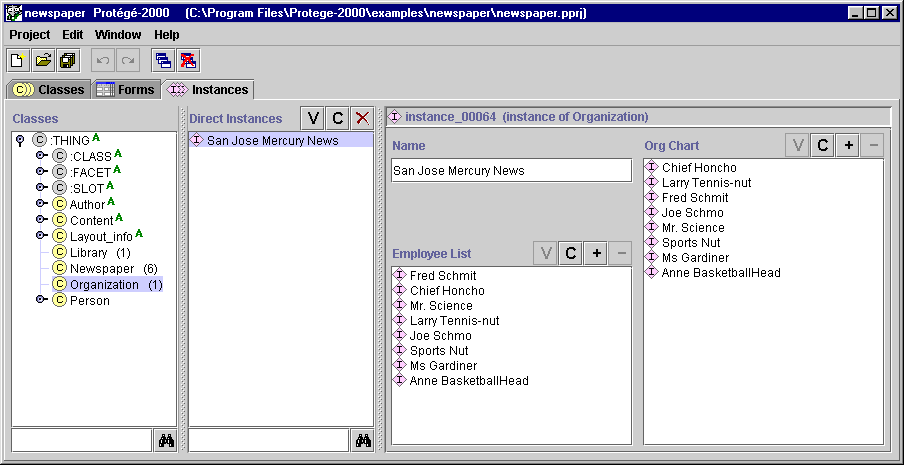 newspaper Protégé-2000 (C:\Program Files\Protege-2000\examples\newspaper\newspaper.pprj)
Project Edit Window Help
Classes Forms Instances
Classes
:THING A
:CLASS A
:FACET A
:SLOT A
Author A
Content A
Layout_info A
Library (1)
Newspaper (6)
Organization (1)
Person
Direct Instances V C
San Jose Mercury News
instance_00064 (instance of Organization)
Name
San Jose Mercury News
Employee List V C + −
Fred Schmit
Chief Honcho
Mr. Science
Larry Tennis-nut
Joe Schmo
Sports Nut
Ms Gardiner
Anne BasketballHead
Org Chart V C + −
Chief Honcho
Larry Tennis-nut
Fred Schmit
Joe Schmo
Mr. Science
Sports Nut
Ms Gardiner
Anne BasketballHead